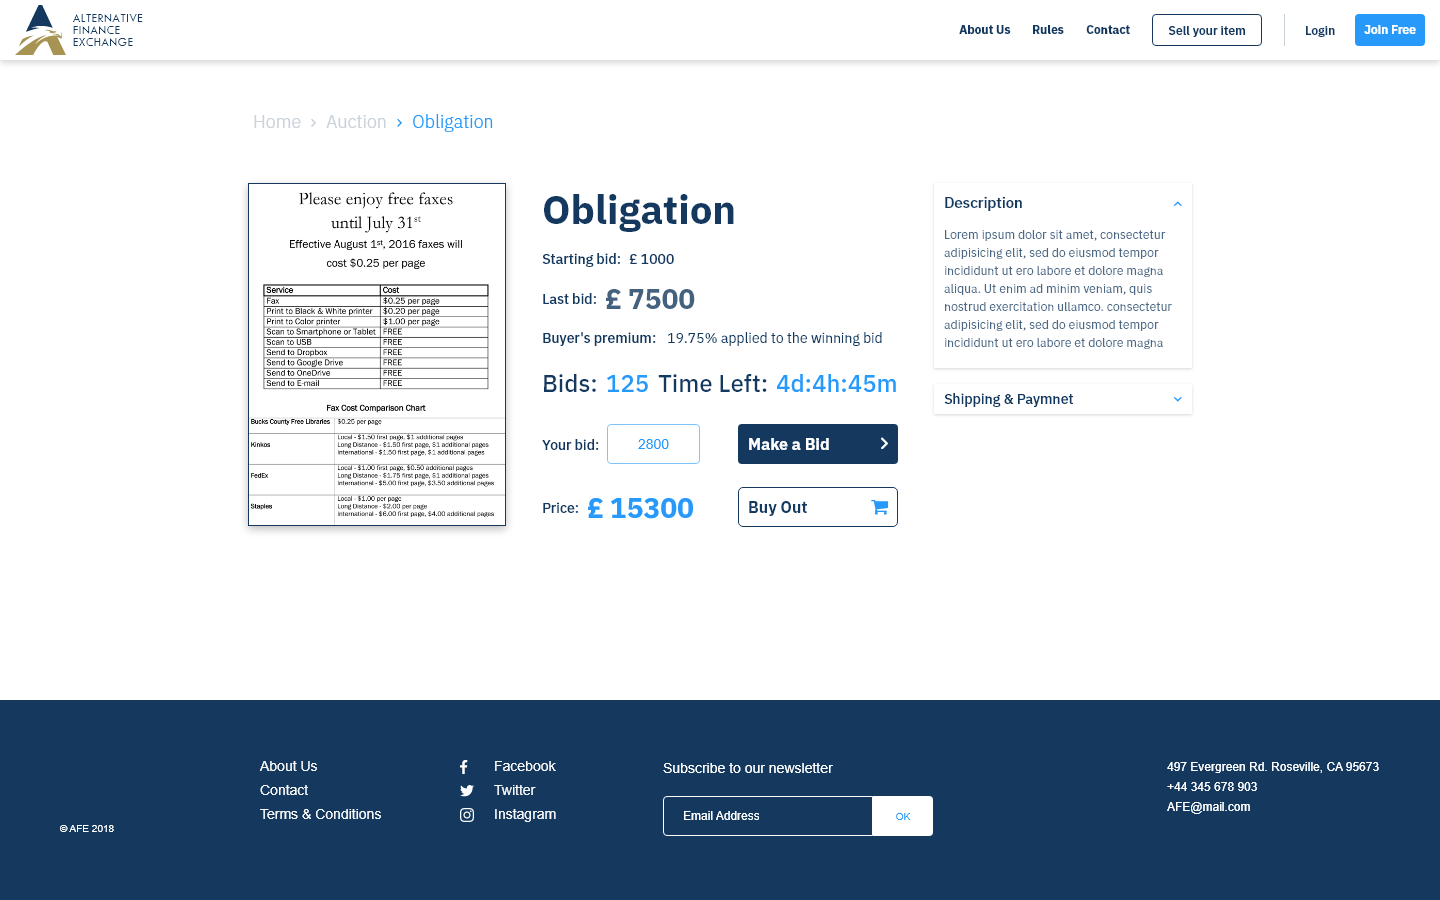 ALTERNATIVE
FINANCE
EXCHANGE
About Us Rules Contact Sell your item Login Join Free
Home › Auction › Obligation
Please enjoy free faxes
until July 31st
Effective August 1st, 2016 faxes will
cost $0.25 per page
Service Cost
Fax $0.25 per page
Print to Black & White printer $0.20 per page
Print to Color printer $1.00 per page
Scan to Smartphone or Tablet FREE
Scan to USB FREE
Send to Dropbox FREE
Send to Google Drive FREE
Send to OneDrive FREE
Send to E-mail FREE
Fax Cost Comparison Chart
Bucks County Free Libraries $0.25 per page
Kinkos
Local - $1.50 first page, $1 additional pages
Long Distance - $1.50 first page, $1 additional pages
International - $1.50 first page, $1 additional pages
FedEx
Local - $1.00 first page, $0.50 additional pages
Long Distance - $1.75 first page, $1 additional pages
International - $5.00 first page, $3.50 additional pages
Staples
Local - $1.00 per page
Long Distance - $2.00 per page
International - $6.00 first page, $4.00 additional pages
Obligation
Starting bid: £ 1000
Last bid: £ 7500
Buyer's premium: 19.75% applied to the winning bid
Bids: 125 Time Left: 4d:4h:45m
Your bid: 2800 Make a Bid
Price: £ 15300 Buy Out
Description
Lorem ipsum dolor sit amet, consectetur
adipisicing elit, sed do eiusmod tempor
incididunt ut ero labore et dolore magna
aliqua. Ut enim ad minim veniam, quis
nostrud exercitation ullamco. consectetur
adipisicing elit, sed do eiusmod tempor
incididunt ut ero labore et dolore magna
Shipping & Paymnet
© AFE 2018
About Us
Contact
Terms & Conditions
Facebook
Twitter
Instagram
Subscribe to our newsletter
Email Address OK
497 Evergreen Rd. Roseville, CA 95673
+44 345 678 903
AFE@mail.com